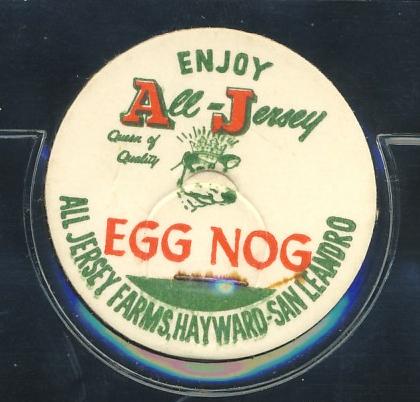 ENJOY
All-Jersey
Queen of
Quality
EGG NOG
ALL JERSEY FARMS, HAYWARD-SAN LEANDRO